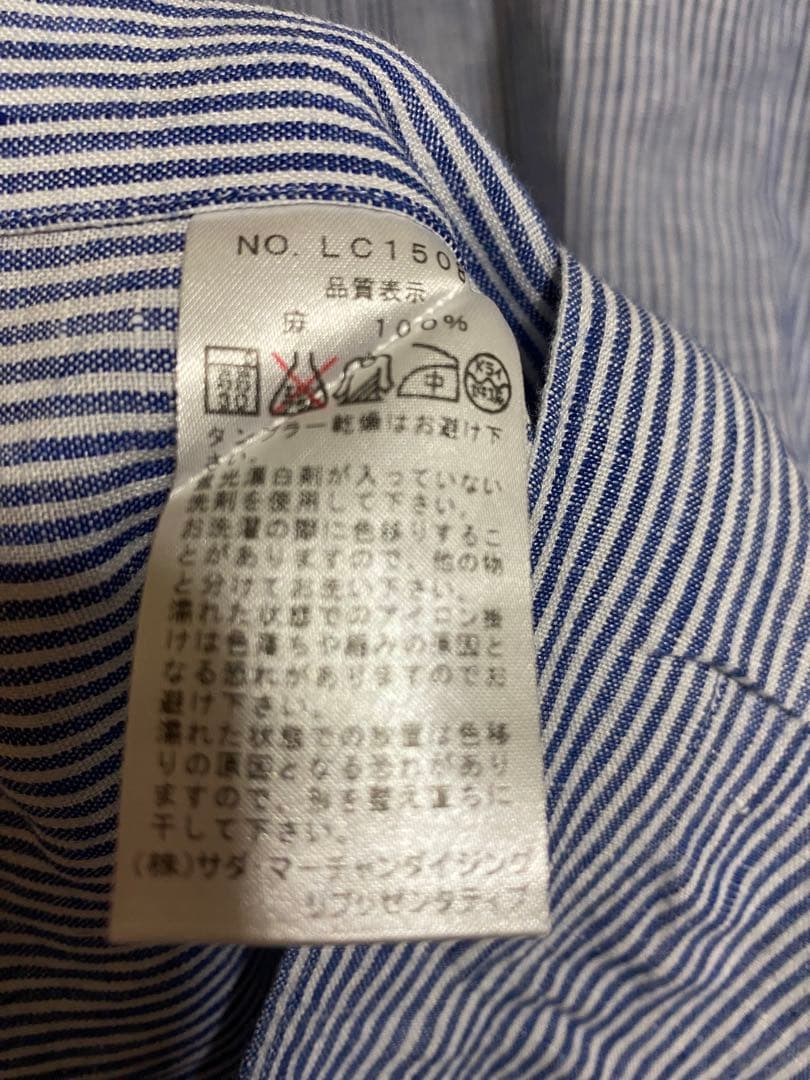 NO. LC1506
品質表示
麻 100%
中
ドライ
タンブラー乾燥はお避け下
さい。
蛍光漂白剤が入っていない
洗剤を使用して下さい。
お洗濯の際に色移りするこ
とがありますので、他の物
と分けてお洗い下さい。
濡れた状態でのアイロン掛
けは色落ちや縮みの原因と
なる恐れがありますのでお
避け下さい。
濡れた状態での放置は色移
りの原因となる恐れがあり
ますので、形を整え直ちに
干して下さい。
(株)サダ・マーチャンダイジング
リプリゼンタティブ